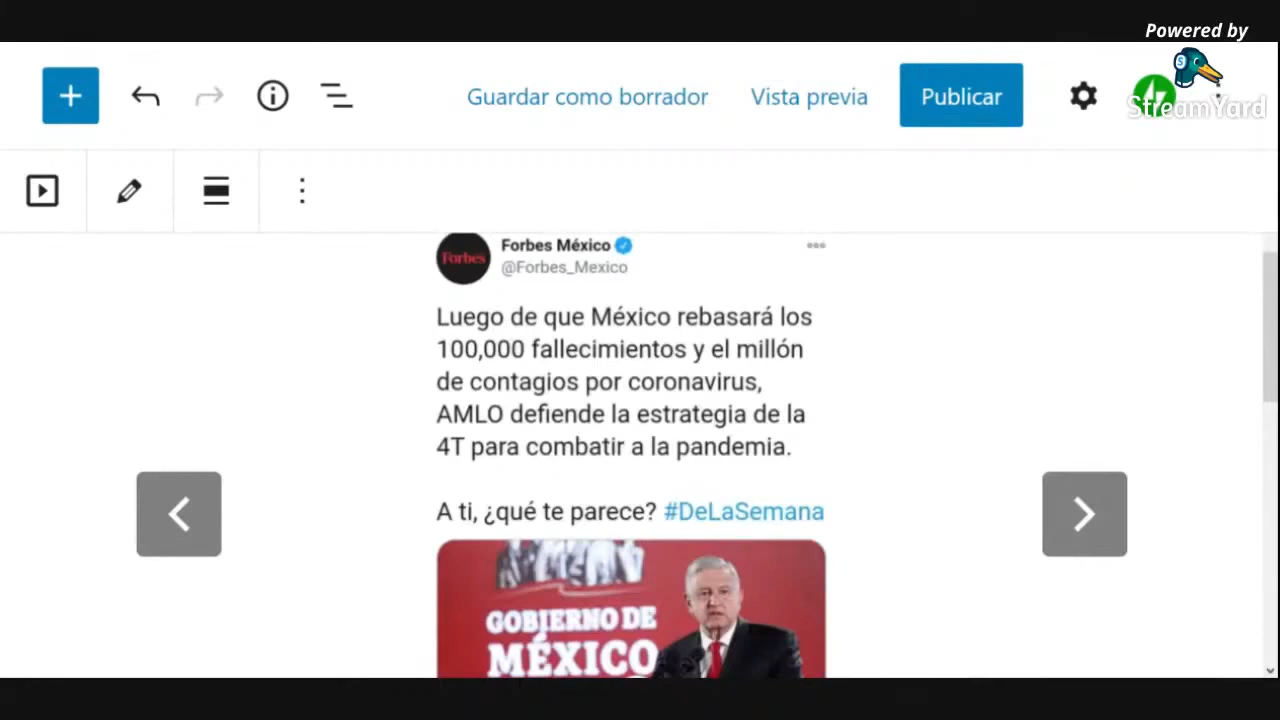 Powered by
StreamYard
Guardar como borrador
Vista previa
Publicar
Forbes
Forbes México
@Forbes_Mexico
Luego de que México rebasará los
100,000 fallecimientos y el millón
de contagios por coronavirus,
AMLO defiende la estrategia de la
4T para combatir a la pandemia.
A ti, ¿qué te parece? #DeLaSemana
GOBIERNO DE
MÉXICO